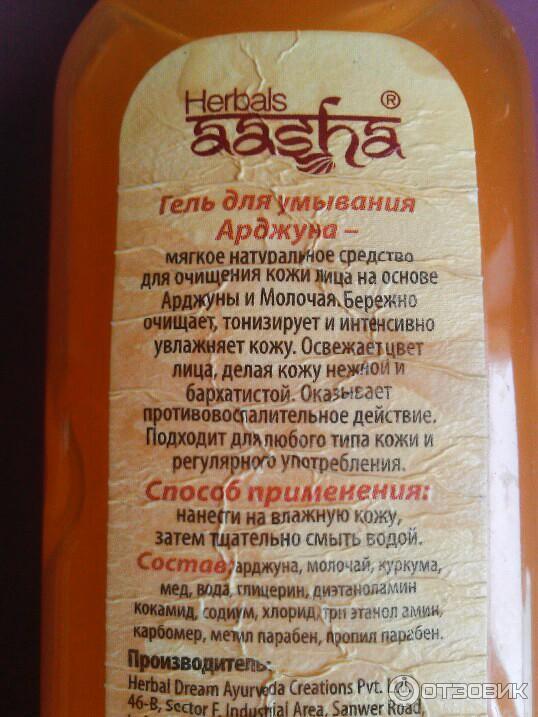 Herbals ®
aasha
Гель для умывания
Арджуна –
мягкое натуральное средство
для очищения кожи лица на основе
Арджуны и Молочая. Бережно
очищает, тонизирует и интенсивно
увлажняет кожу. Освежает цвет
лица, делая кожу нежной и
бархатистой. Оказывает
противовоспалительное действие.
Подходит для любого типа кожи и
регулярного употребления.
Способ применения:
нанести на влажную кожу,
затем тщательно смыть водой.
Состав: арджуна, молочай, куркума,
мед, вода, глицерин, диэтаноламин
кокамид, содиум, хлорид, три этанол амин,
карбомер, метил парабен, пропил парабен.
Производитель:
Herbal Dream Ayurveda Creations Pvt. Ltd.
46-B, Sector F, Industrial Area, Sanwer Road,
ОТЗОВИК